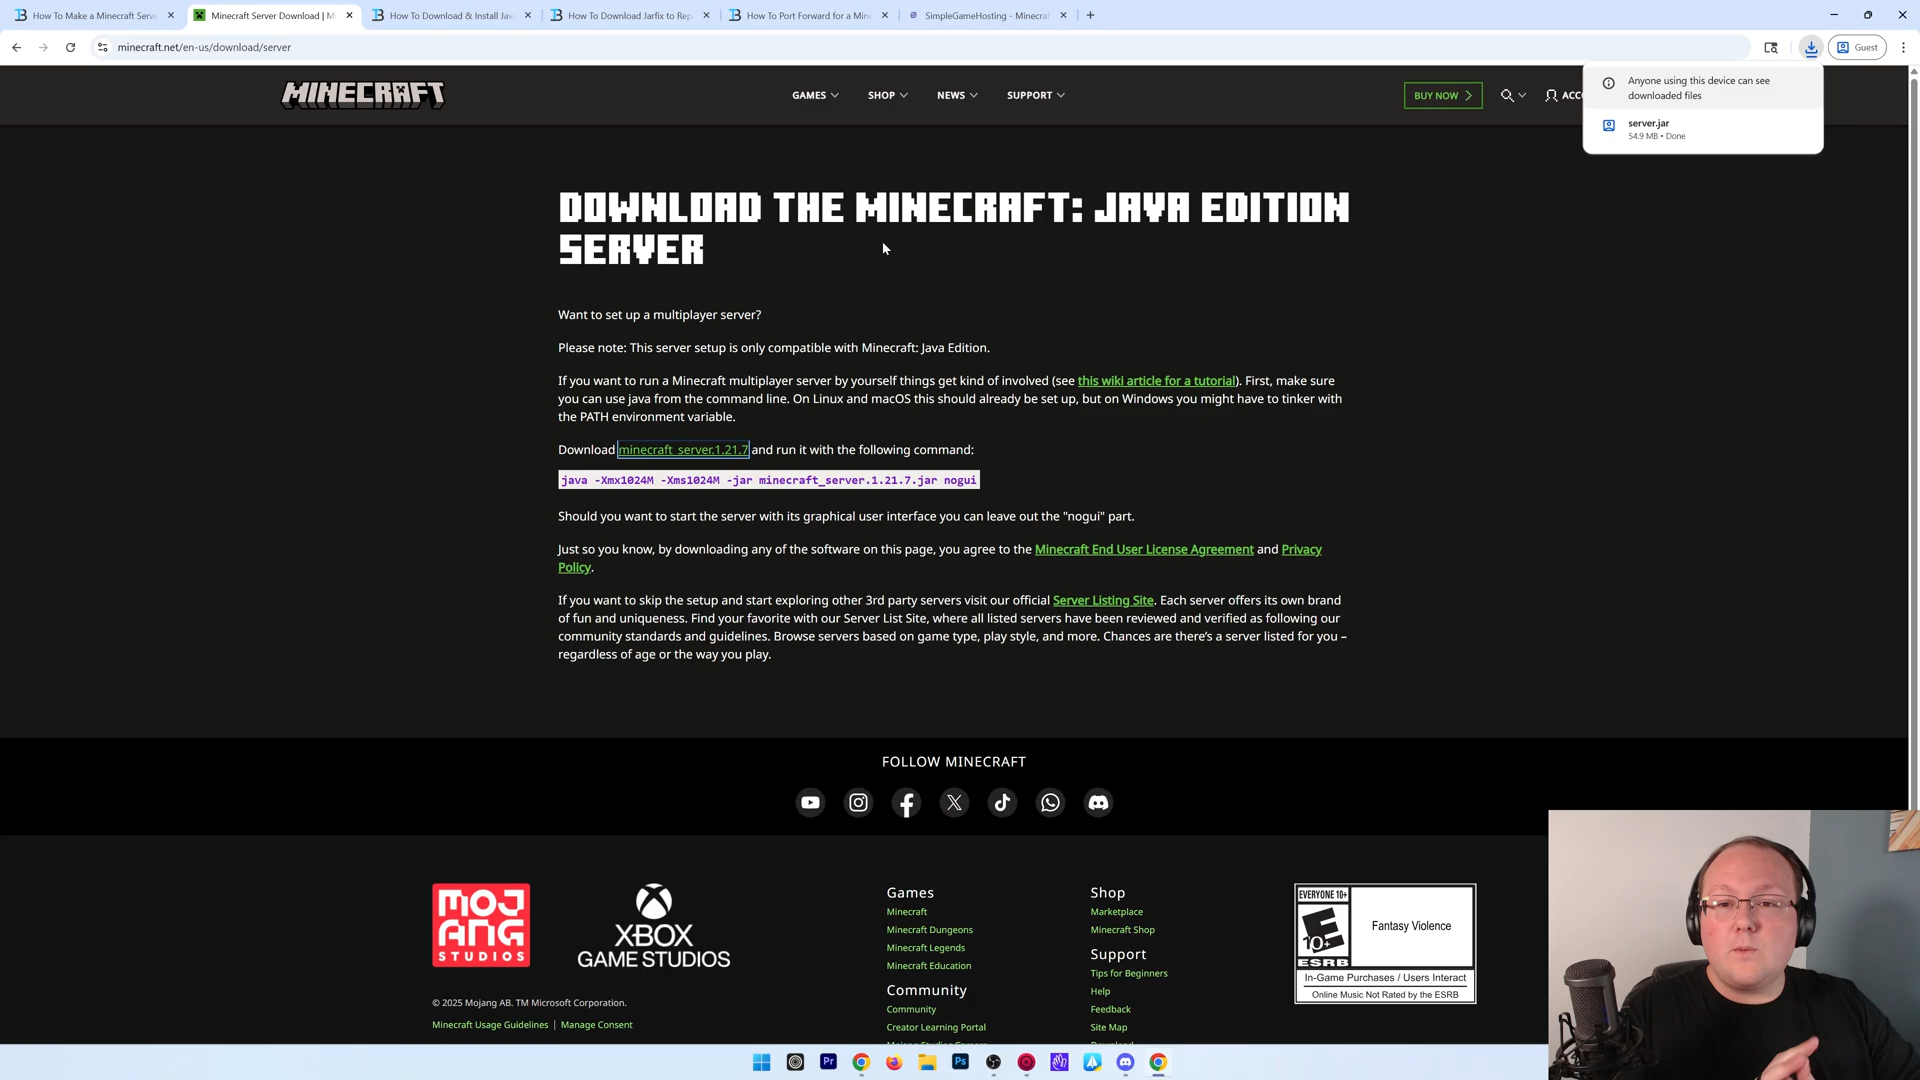 How To Make a Minecraft Serve
Minecraft Server Download | M
How To Download & Install Jav
How To Download Jarfix to Rep
How To Port Forward for a Mine
SimpleGameHosting - Minecraf
minecraft.net/en-us/download/server
Guest
MINECRAFT
GAMES
SHOP
NEWS
SUPPORT
BUY NOW
ACCO
Anyone using this device can see
downloaded files
server.jar
54.9 MB • Done
DOWNLOAD THE MINECRAFT: JAVA EDITION
SERVER
Want to set up a multiplayer server?
Please note: This server setup is only compatible with Minecraft: Java Edition.
If you want to run a Minecraft multiplayer server by yourself things get kind of involved (see this wiki article for a tutorial). First, make sure
you can use java from the command line. On Linux and macOS this should already be set up, but on Windows you might have to tinker with
the PATH environment variable.
Download minecraft_server.1.21.7 and run it with the following command:
java -Xmx1024M -Xms1024M -jar minecraft_server.1.21.7.jar nogui
Should you want to start the server with its graphical user interface you can leave out the "nogui" part.
Just so you know, by downloading any of the software on this page, you agree to the Minecraft End User License Agreement and Privacy
Policy.
If you want to skip the setup and start exploring other 3rd party servers visit our official Server Listing Site. Each server offers its own brand
of fun and uniqueness. Find your favorite with our Server List Site, where all listed servers have been reviewed and verified as following our
community standards and guidelines. Browse servers based on game type, play style, and more. Chances are there's a server listed for you –
regardless of age or the way you play.
FOLLOW MINECRAFT
MOJANG
STUDIOS
XBOX
GAME STUDIOS
© 2025 Mojang AB. TM Microsoft Corporation.
Minecraft Usage Guidelines | Manage Consent
Games
Minecraft
Minecraft Dungeons
Minecraft Legends
Minecraft Education
Community
Community
Creator Learning Portal
Shop
Marketplace
Minecraft Shop
Support
Tips for Beginners
Help
Feedback
Site Map
EVERYONE 10+
E
10+
ESRB
Fantasy Violence
In-Game Purchases / Users Interact
Online Music Not Rated by the ESRB
Pr
Ps